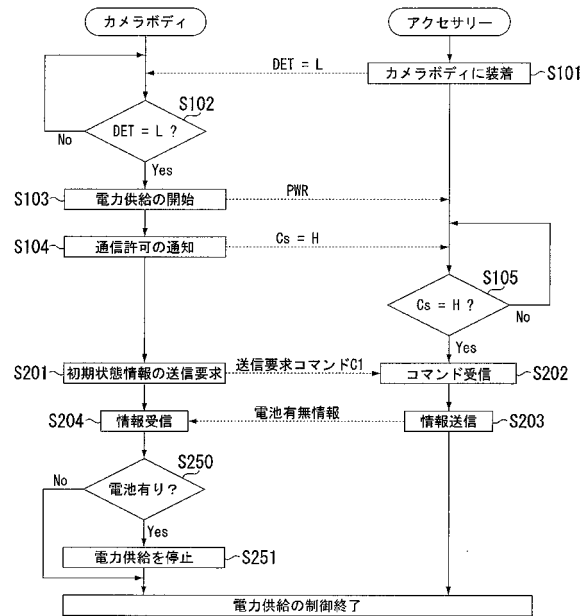 カメラボディ
アクセサリー
DET = L
カメラボディに装着
S101
S102
DET = L ?
No
Yes
S103
電力供給の開始
PWR
S104
通信許可の通知
Cs = H
S105
Cs = H ?
No
Yes
S201
初期状態情報の送信要求
送信要求コマンドC1
コマンド受信
S202
S204
情報受信
電池有無情報
情報送信
S203
S250
No
電池有り?
Yes
電力供給を停止
S251
電力供給の制御終了